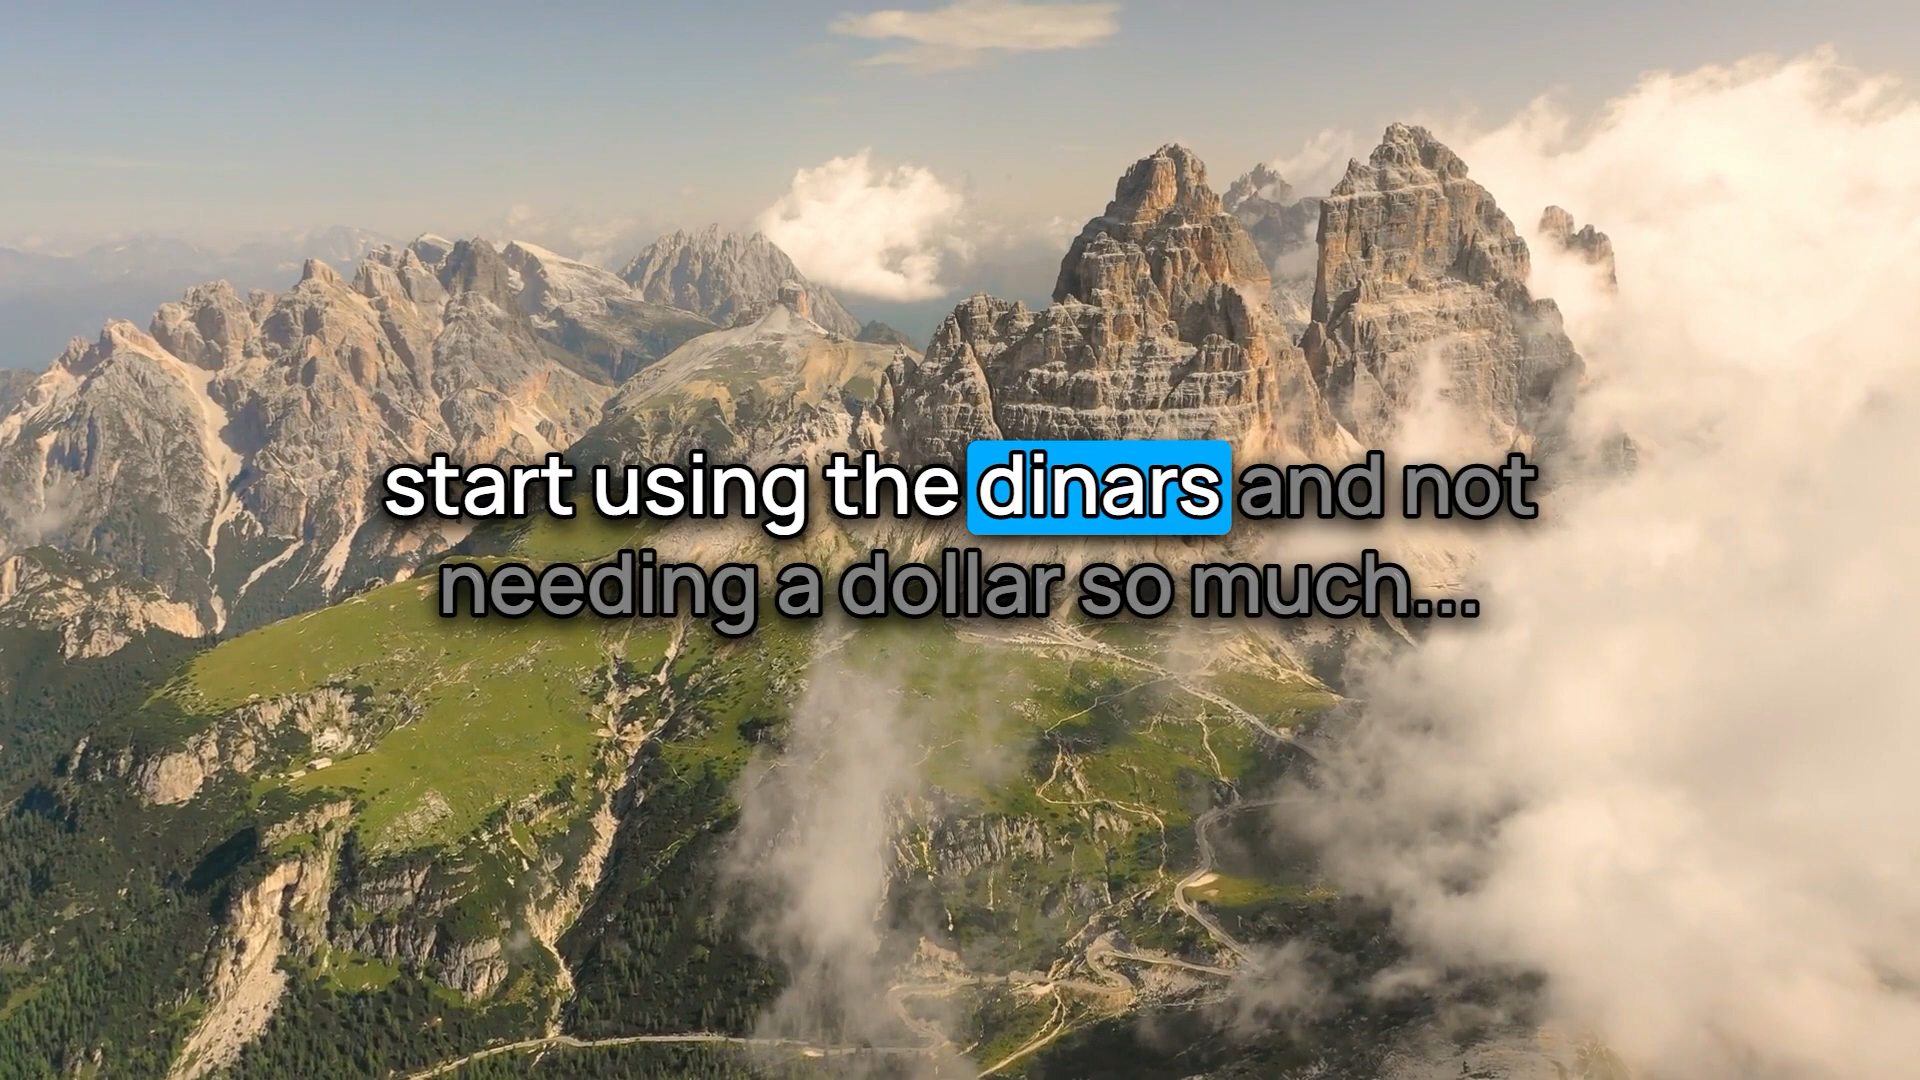 start using the dinars and not
needing a dollar so much...